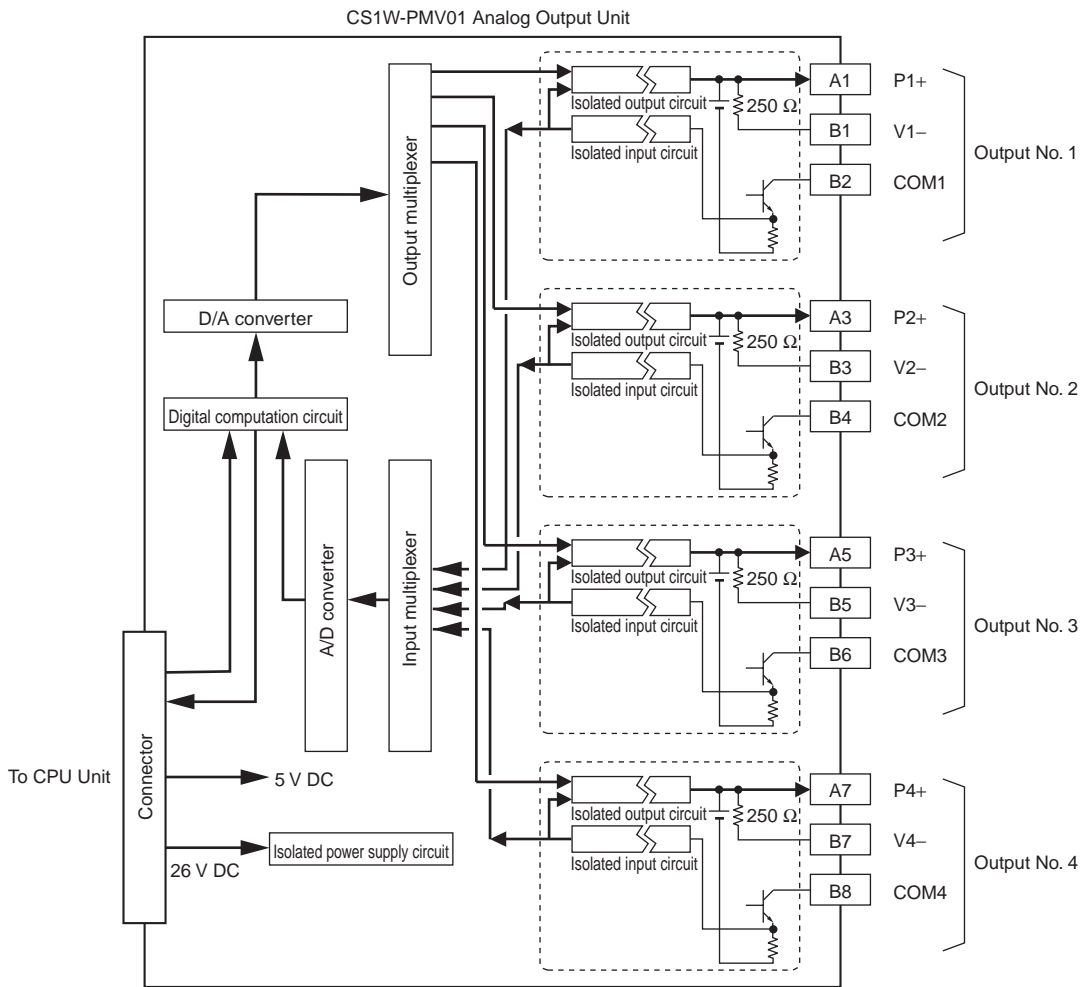 CS1W-PMV01 Analog Output Unit
Output multiplexer
D/A converter
Digital computation circuit
A/D converter
Input multiplexer
Connector
To CPU Unit
5 V DC
26 V DC
Isolated power supply circuit
Isolated output circuit
Isolated input circuit
250 Ω
A1 P1+
B1 V1−
B2 COM1
Output No. 1
Isolated output circuit
Isolated input circuit
250 Ω
A3 P2+
B3 V2−
B4 COM2
Output No. 2
Isolated output circuit
Isolated input circuit
250 Ω
A5 P3+
B5 V3−
B6 COM3
Output No. 3
Isolated output circuit
Isolated input circuit
250 Ω
A7 P4+
B7 V4−
B8 COM4
Output No. 4